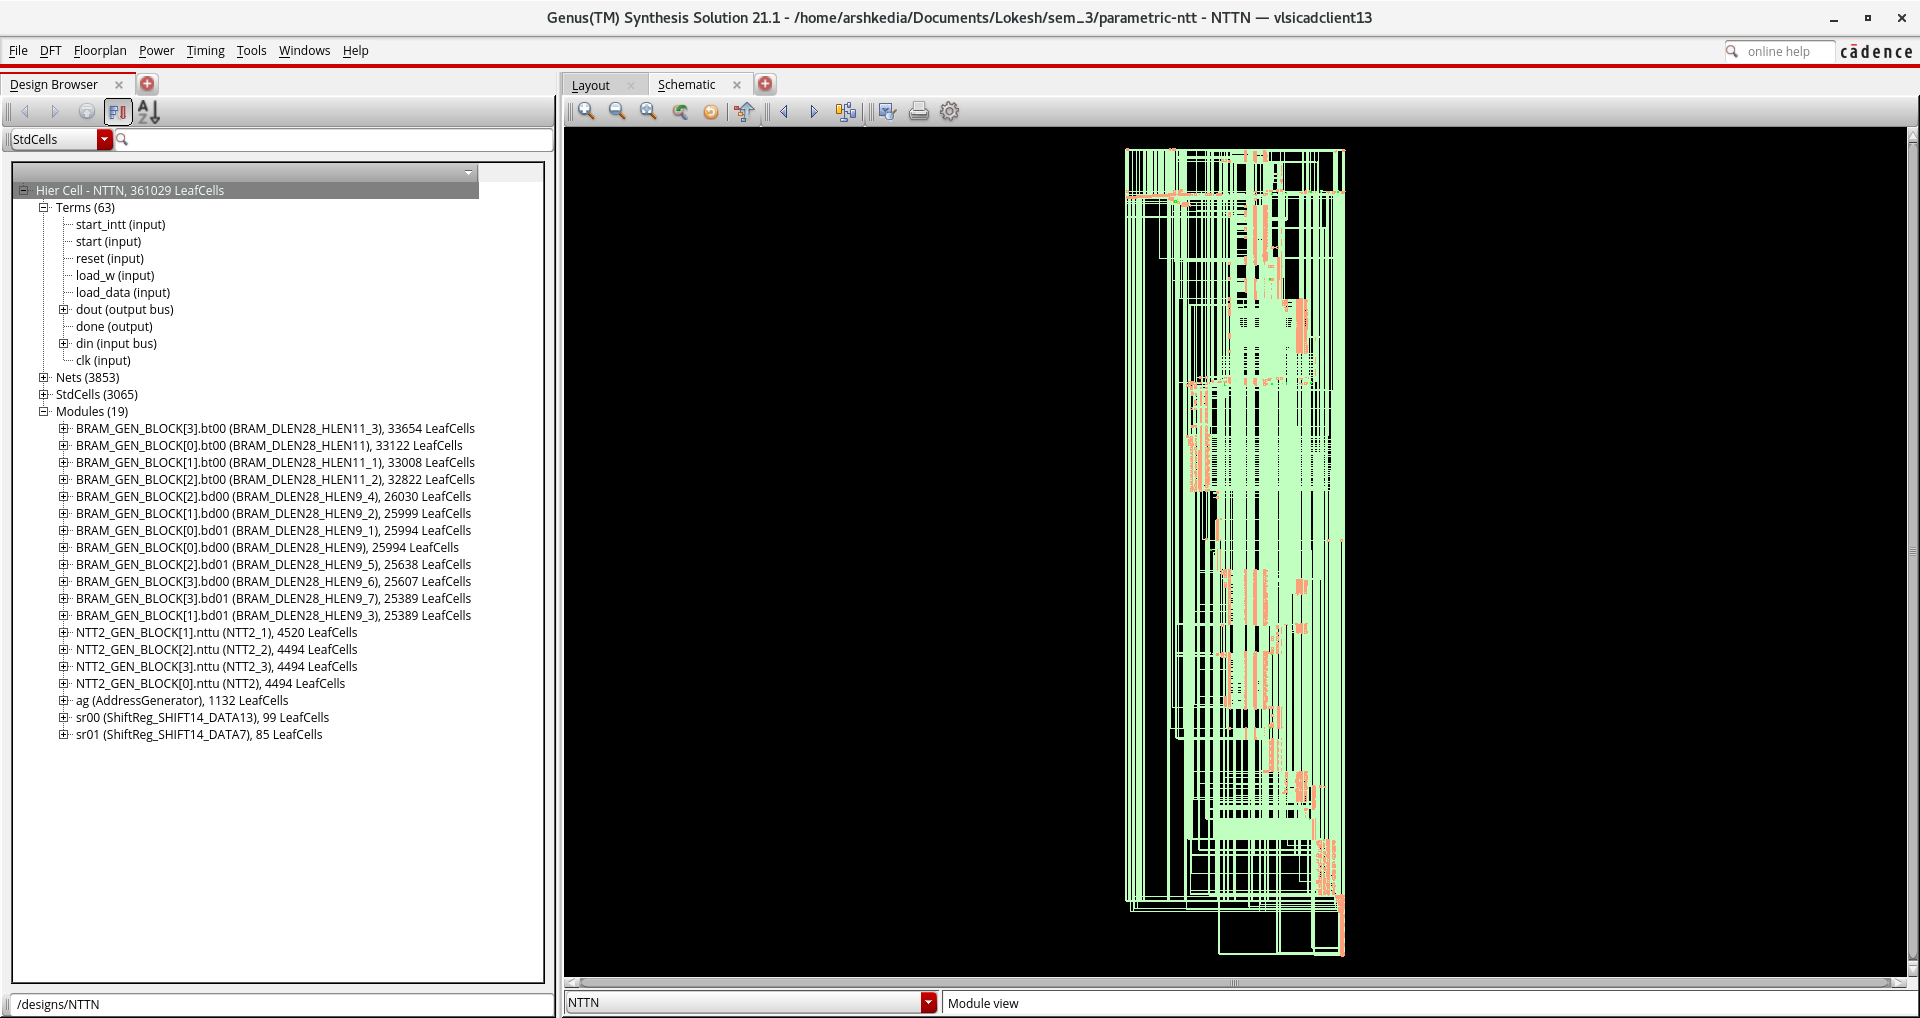 Genus(TM) Synthesis Solution 21.1 - /home/arshkedia/Documents/Lokesh/sem_3/parametric-ntt - NTTN — vlsicadclient13
File DFT Floorplan Power Timing Tools Windows Help
online help
cādence
Design Browser
Layout
Schematic
StdCells
Hier Cell - NTTN, 361029 LeafCells
Terms (63)
start_intt (input)
start (input)
reset (input)
load_w (input)
load_data (input)
dout (output bus)
done (output)
din (input bus)
clk (input)
Nets (3853)
StdCells (3065)
Modules (19)
BRAM_GEN_BLOCK[3].bt00 (BRAM_DLEN28_HLEN11_3), 33654 LeafCells
BRAM_GEN_BLOCK[0].bt00 (BRAM_DLEN28_HLEN11), 33122 LeafCells
BRAM_GEN_BLOCK[1].bt00 (BRAM_DLEN28_HLEN11_1), 33008 LeafCells
BRAM_GEN_BLOCK[2].bt00 (BRAM_DLEN28_HLEN11_2), 32822 LeafCells
BRAM_GEN_BLOCK[2].bd00 (BRAM_DLEN28_HLEN9_4), 26030 LeafCells
BRAM_GEN_BLOCK[1].bd00 (BRAM_DLEN28_HLEN9_2), 25999 LeafCells
BRAM_GEN_BLOCK[0].bd01 (BRAM_DLEN28_HLEN9_1), 25994 LeafCells
BRAM_GEN_BLOCK[0].bd00 (BRAM_DLEN28_HLEN9), 25994 LeafCells
BRAM_GEN_BLOCK[2].bd01 (BRAM_DLEN28_HLEN9_5), 25638 LeafCells
BRAM_GEN_BLOCK[3].bd00 (BRAM_DLEN28_HLEN9_6), 25607 LeafCells
BRAM_GEN_BLOCK[3].bd01 (BRAM_DLEN28_HLEN9_7), 25389 LeafCells
BRAM_GEN_BLOCK[1].bd01 (BRAM_DLEN28_HLEN9_3), 25389 LeafCells
NTT2_GEN_BLOCK[1].nttu (NTT2_1), 4520 LeafCells
NTT2_GEN_BLOCK[2].nttu (NTT2_2), 4494 LeafCells
NTT2_GEN_BLOCK[3].nttu (NTT2_3), 4494 LeafCells
NTT2_GEN_BLOCK[0].nttu (NTT2), 4494 LeafCells
ag (AddressGenerator), 1132 LeafCells
sr00 (ShiftReg_SHIFT14_DATA13), 99 LeafCells
sr01 (ShiftReg_SHIFT14_DATA7), 85 LeafCells
/designs/NTTN
NTTN
Module view